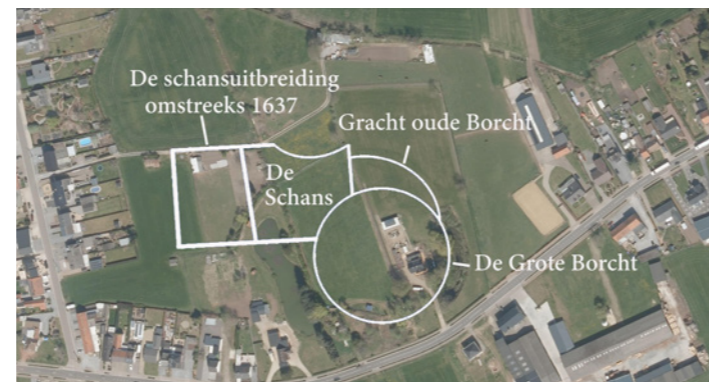 De schansuitbreiding
omstreeks 1637
Gracht oude Borcht
De
Schans
De Grote Borcht